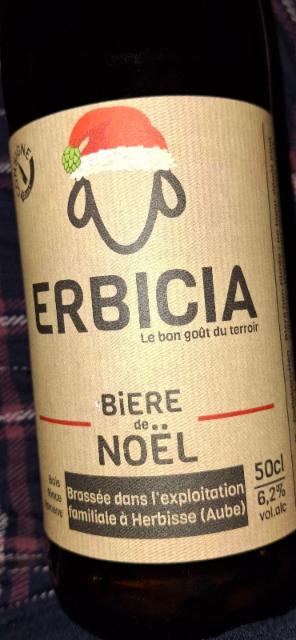 ERBICIA
Le bon goût du terroir
BiERE
de
NOËL
Brassée dans l'exploitation
familiale à Herbisse (Aube)
50cl
6,2%
vol.alc